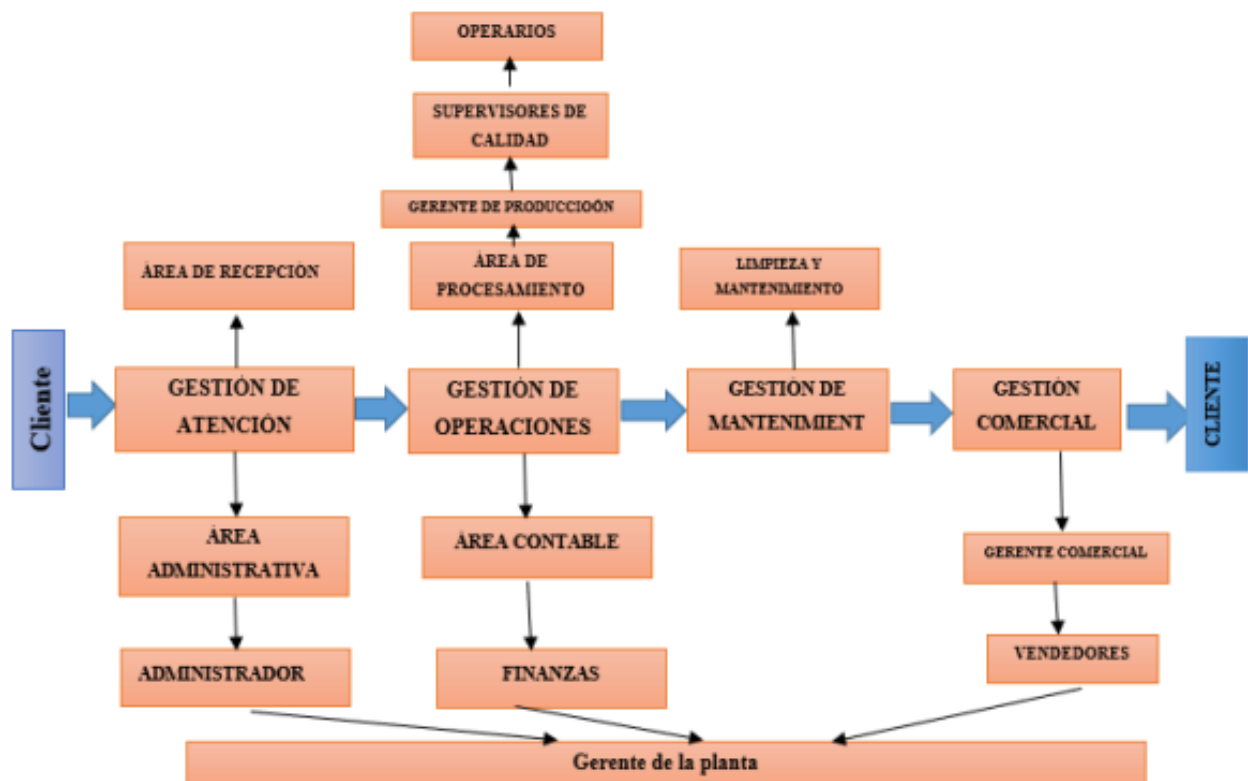 OPERARIOS
SUPERVISORES DE
CALIDAD
GERENTE DE PRODUCCIOÓN
ÁREA DE RECEPCIÓN
ÁREA DE
PROCESAMIENTO
LIMPIEZA Y
MANTENIMIENTO
Cliente
GESTIÓN DE
ATENCIÓN
GESTIÓN DE
OPERACIONES
GESTIÓN DE
MANTENIMIENT
GESTIÓN
COMERCIAL
CLIENTE
ÁREA
ADMINISTRATIVA
ÁREA CONTABLE
GERENTE COMERCIAL
ADMINISTRADOR
FINANZAS
VENDEDORES
Gerente de la planta